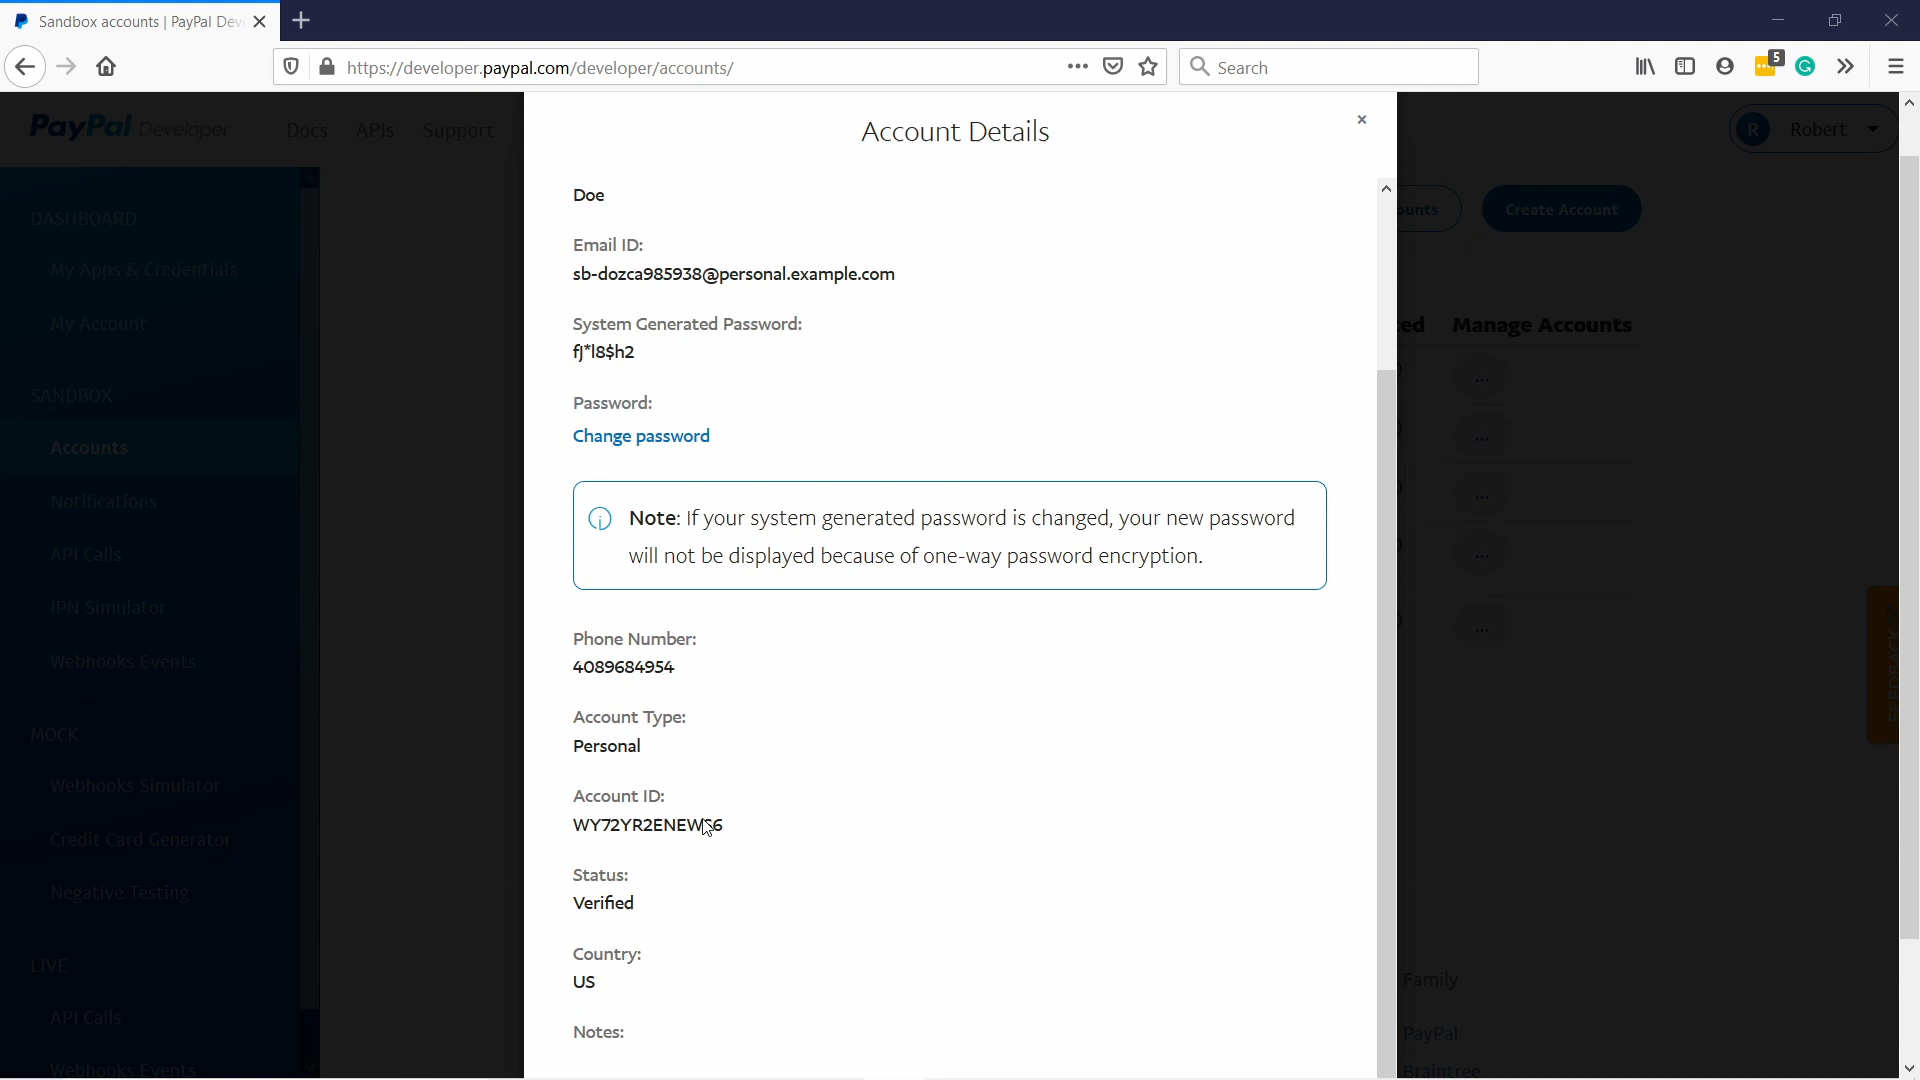 Sandbox accounts | PayPal Dev
https://developer.paypal.com/developer/accounts/
Search
5
PayPal Developer
Docs
APIs
Support
R
Robert
DASHBOARD
My Apps & Credentials
My Account
SANDBOX
Accounts
Notifications
API Calls
IPN Simulator
Webhooks Events
MOCK
Webhooks Simulator
Credit Card Generator
Negative Testing
LIVE
API Calls
Webhooks Events
Account Details
×
Doe
Email ID:
sb-dozca985938@personal.example.com
System Generated Password:
Password:
Change password
Note: If your system generated password is changed, your new password
will not be displayed because of one-way password encryption.
Phone Number:
4089684954
Account Type:
Personal
Account ID:
Status:
Verified
Country:
US
Notes:
Create Account
Manage Accounts
...
...
...
...
...
FEEDBACK
Family
PayPal
Braintree